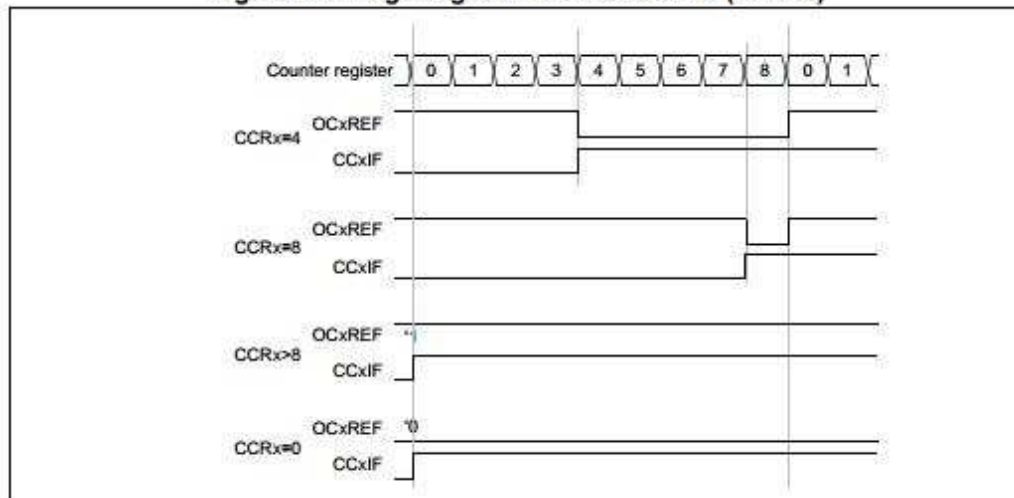 Counter register 0 1 2 3 4 5 6 7 8 0 1
OCxREF
CCRx=4
CCxIF
OCxREF
CCRx=8
CCxIF
OCxREF '1
CCRx>8
CCxIF
OCxREF '0
CCRx=0
CCxIF